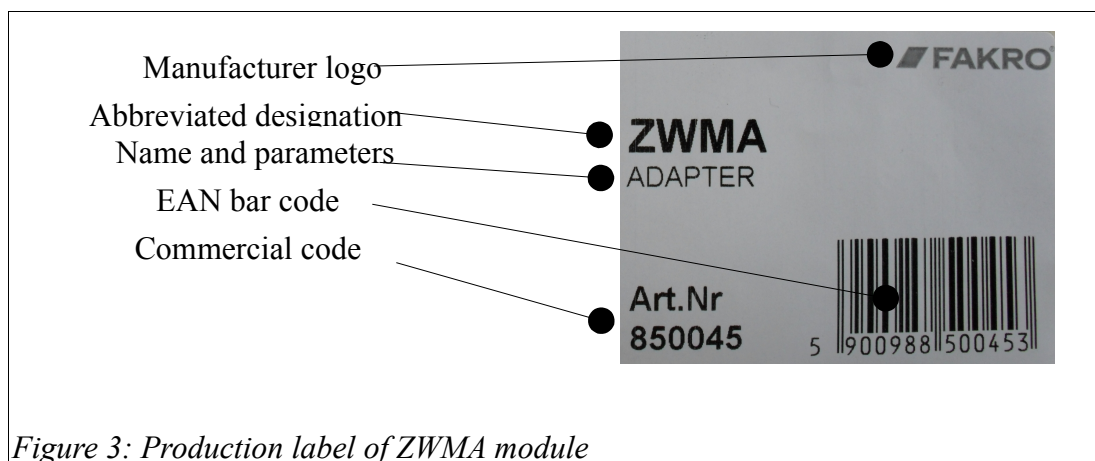 Manufacturer logo
FAKRO
Abbreviated designation
ZWMA
Name and parameters
ADAPTER
EAN bar code
Commercial code
Art.Nr
850045
5 900988 500453
Figure 3: Production label of ZWMA module